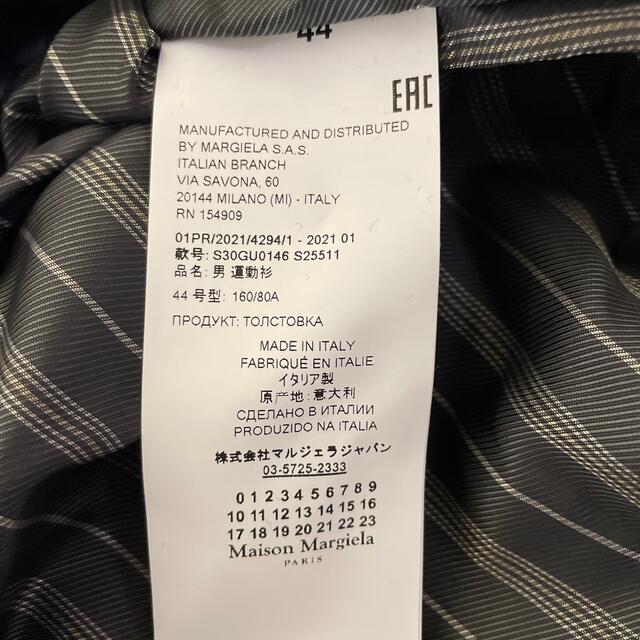 44
EAC
MANUFACTURED AND DISTRIBUTED
BY MARGIELA S.A.S.
ITALIAN BRANCH
VIA SAVONA, 60
20144 MILANO (MI) - ITALY
RN 154909
01PR/2021/4294/1 - 2021 01
款号: S30GU0146 S25511
品名: 男 運動衫
44 号型: 160/80A
ПРОДУКТ: ТОЛСТОВКА
MADE IN ITALY
FABRIQUÉ EN ITALIE
イタリア製
原产地: 意大利
СДЕЛАНО В ИТАЛИИ
PRODUZIDO NA ITALIA
株式会社マルジェラジャパン
03-5725-2333
0 1 2 3 4 5 6 7 8 9
10 11 12 13 14 15 16
17 18 19 20 21 22 23
Maison Margiela
PARIS